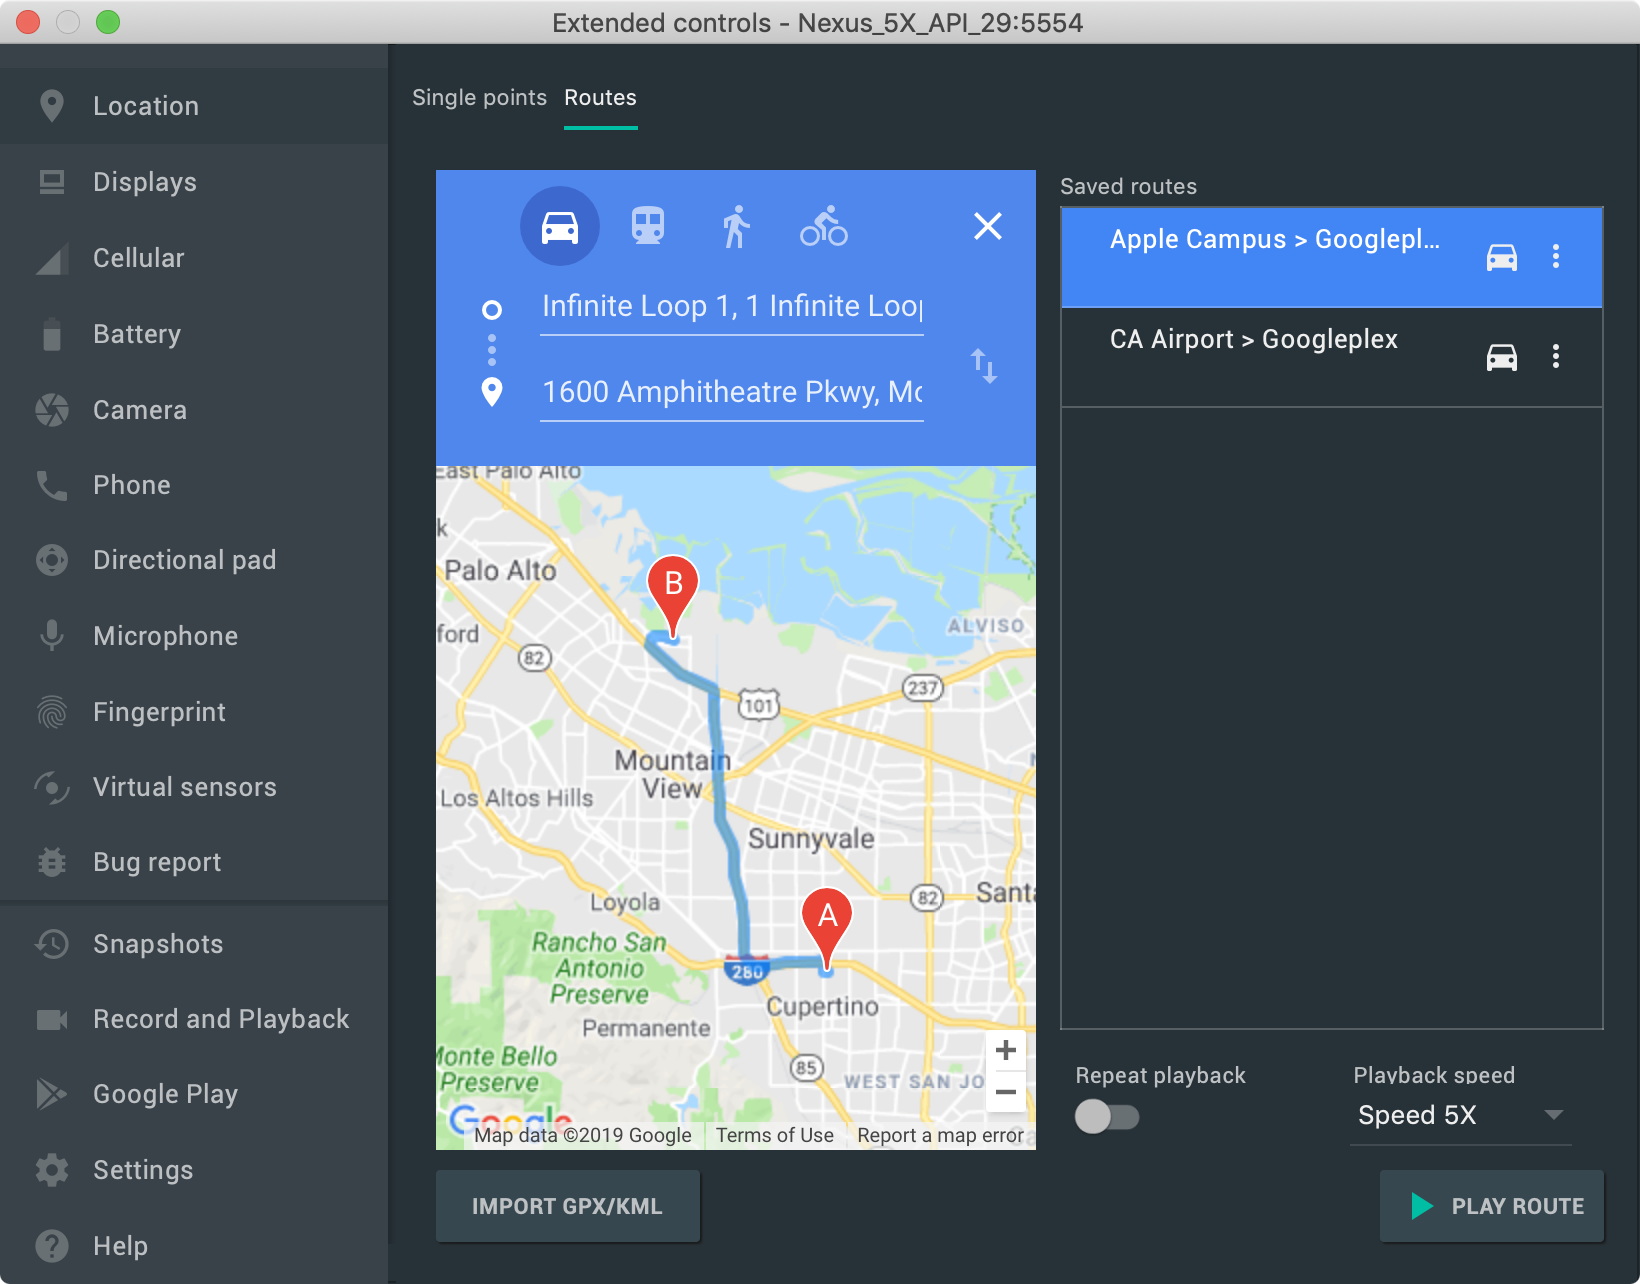 Extended controls - Nexus_5X_API_29:5554
Location
Displays
Cellular
Battery
Camera
Phone
Directional pad
Microphone
Fingerprint
Virtual sensors
Bug report
Snapshots
Record and Playback
Google Play
Settings
Help
Single points
Routes
Infinite Loop 1, 1 Infinite Loop
1600 Amphitheatre Pkwy, Mo
East Palo Alto
k
Palo Alto
B
ford
ALVISO
82
237
101
Mountain
View
Los Altos Hills
Sunnyvale
82
Santa
Loyola
A
Rancho San
Antonio
Preserve
280
Cupertino
Permanente
Monte Bello
Preserve
85
WEST SAN JO
+
−
Google
Map data ©2019 Google
Terms of Use
Report a map error
IMPORT GPX/KML
Saved routes
Apple Campus > Googlepl...
CA Airport > Googleplex
Repeat playback
Playback speed
Speed 5X
PLAY ROUTE